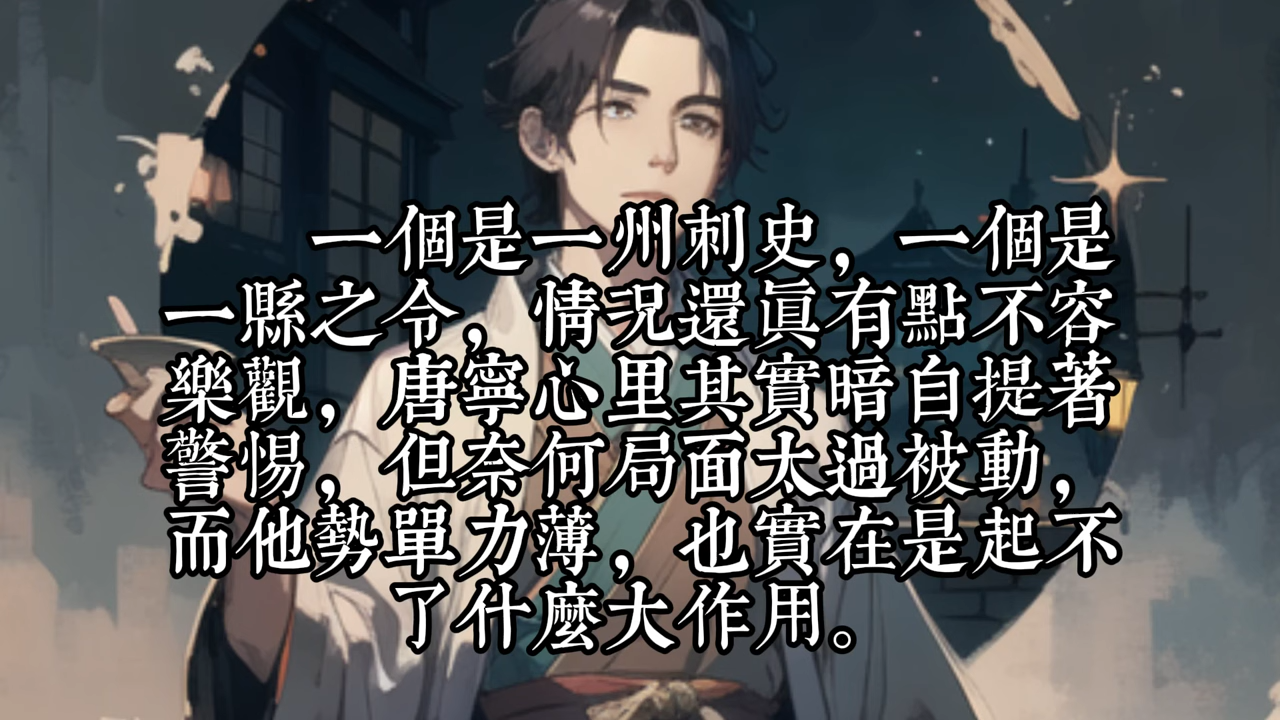 一個是一州刺史，一個是
一縣之令，情況還眞有點不容
樂觀，唐寧心里其實暗自提著
警惕，但奈何局面太過被動，
而他勢單力薄，也實在是起不
了什麼大作用。